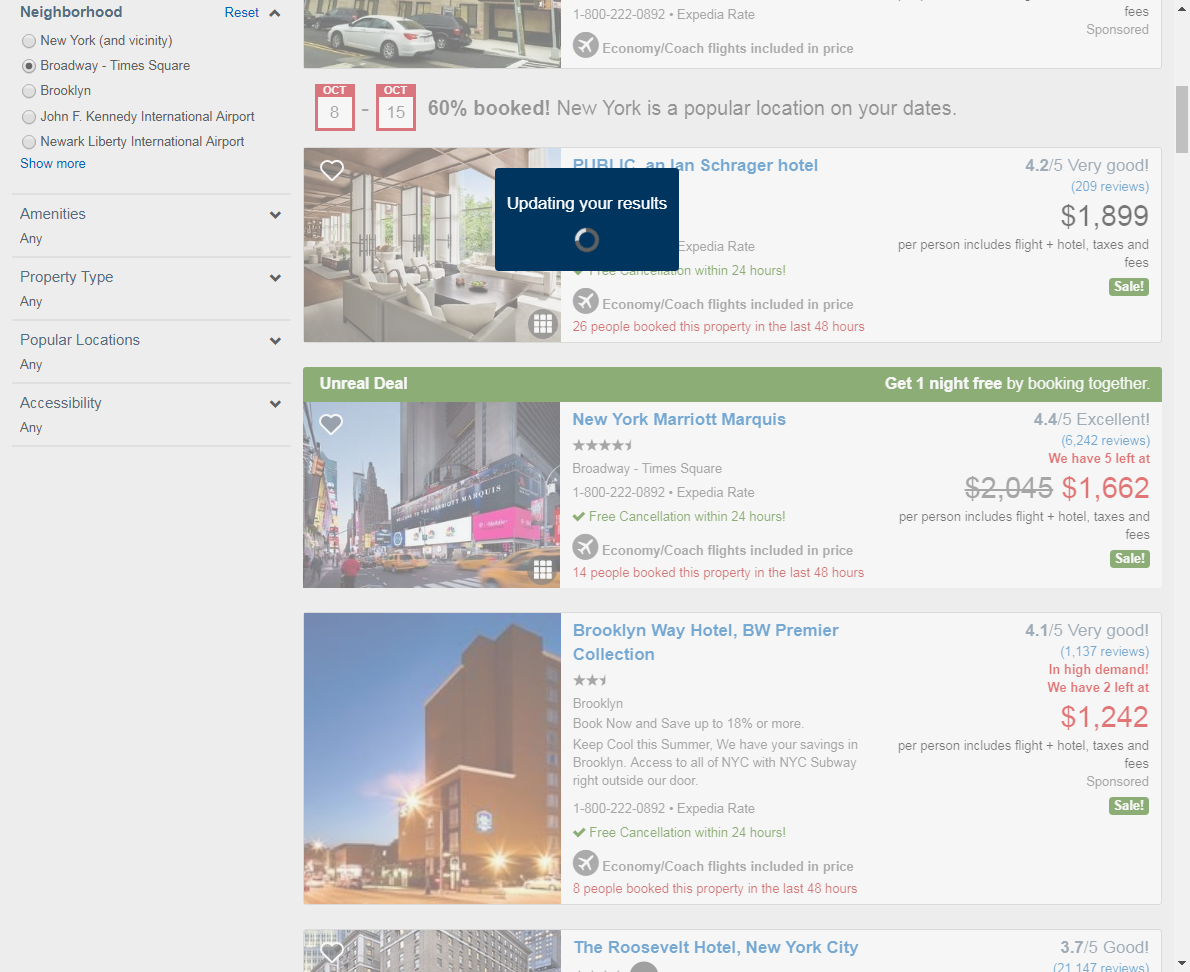 Neighborhood
Reset
New York (and vicinity)
Broadway - Times Square
Brooklyn
John F. Kennedy International Airport
Newark Liberty International Airport
Show more
Amenities
Any
Property Type
Any
Popular Locations
Any
Accessibility
Any
1-800-222-0892 • Expedia Rate
Economy/Coach flights included in price
fees
Sponsored
OCT
8
-
OCT
15
60% booked! New York is a popular location on your dates.
PUBLIC, an Ian Schrager hotel
Updating your results
Expedia Rate
Free Cancellation within 24 hours!
Economy/Coach flights included in price
26 people booked this property in the last 48 hours
4.2/5 Very good!
(209 reviews)
$1,899
per person includes flight + hotel, taxes and
fees
Sale!
Unreal Deal
Get 1 night free by booking together.
WELCOME TO THE MARRIOTT MARQUIS
New York Marriott Marquis
Broadway - Times Square
1-800-222-0892 • Expedia Rate
Free Cancellation within 24 hours!
Economy/Coach flights included in price
14 people booked this property in the last 48 hours
4.4/5 Excellent!
(6,242 reviews)
We have 5 left at
$2,045 $1,662
per person includes flight + hotel, taxes and
fees
Sale!
Brooklyn Way Hotel, BW Premier
Collection
Brooklyn
Book Now and Save up to 18% or more.
Keep Cool this Summer, We have your savings in
Brooklyn. Access to all of NYC with NYC Subway
right outside our door.
1-800-222-0892 • Expedia Rate
Free Cancellation within 24 hours!
Economy/Coach flights included in price
8 people booked this property in the last 48 hours
4.1/5 Very good!
(1,137 reviews)
In high demand!
We have 2 left at
$1,242
per person includes flight + hotel, taxes and
fees
Sponsored
Sale!
The Roosevelt Hotel, New York City
3.7/5 Good!
(21,147 reviews)